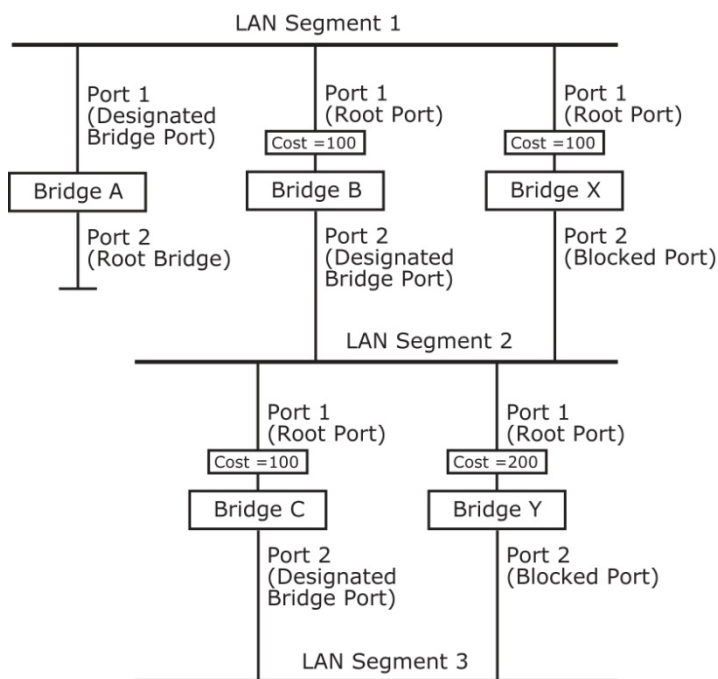 LAN Segment 1
Port 1
(Designated
Bridge Port)
Port 1
(Root Port)
Cost =100
Port 1
(Root Port)
Cost =100
Bridge A
Bridge B
Bridge X
Port 2
(Root Bridge)
Port 2
(Designated
Bridge Port)
Port 2
(Blocked Port)
LAN Segment 2
Port 1
(Root Port)
Cost =100
Port 1
(Root Port)
Cost =200
Bridge C
Bridge Y
Port 2
(Designated
Bridge Port)
Port 2
(Blocked Port)
LAN Segment 3